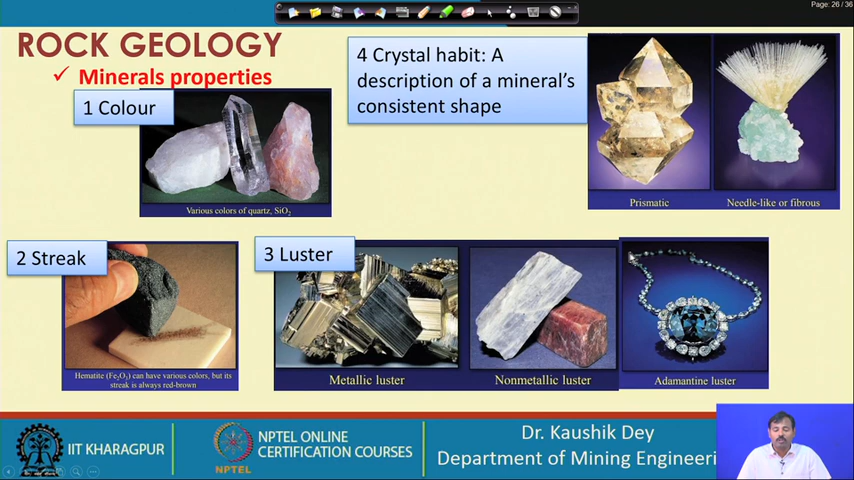 Page: 26 / 36
ROCK GEOLOGY
✓ Minerals properties
1 Colour
Various colors of quartz, SiO₂
4 Crystal habit: A
description of a mineral's
consistent shape
Prismatic
Needle-like or fibrous
2 Streak
Hematite (Fe₂O₃) can have various colors, but its
streak is always red-brown
3 Luster
Metallic luster
Nonmetallic luster
Adamantine luster
IIT KHARAGPUR
NPTEL
NPTEL ONLINE
CERTIFICATION COURSES
Dr. Kaushik Dey
Department of Mining Engineeri